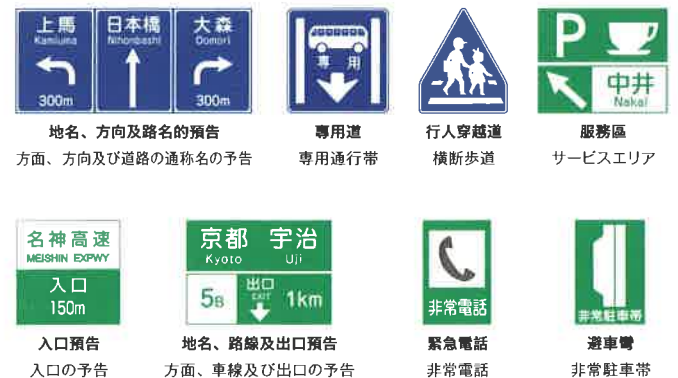 上馬
Kamiuma
300m
日本橋
Nihonbashi
大森
Oomori
300m
専用
P
中井
Nakai
地名、方向及路名的預告
方面、方向及び道路の通称名の予告
專用道
専用通行帯
行人穿越道
横断歩道
服務區
サービスエリア
名神高速
MEISHIN EXPWY
入口
150m
京都 宇治
Kyoto Uji
5B
出口
EXIT
1km
非常電話
非常駐車帯
入口預告
入口の予告
地名、路線及出口預告
方面、車線及び出口の予告
緊急電話
非常電話
避車彎
非常駐車帯